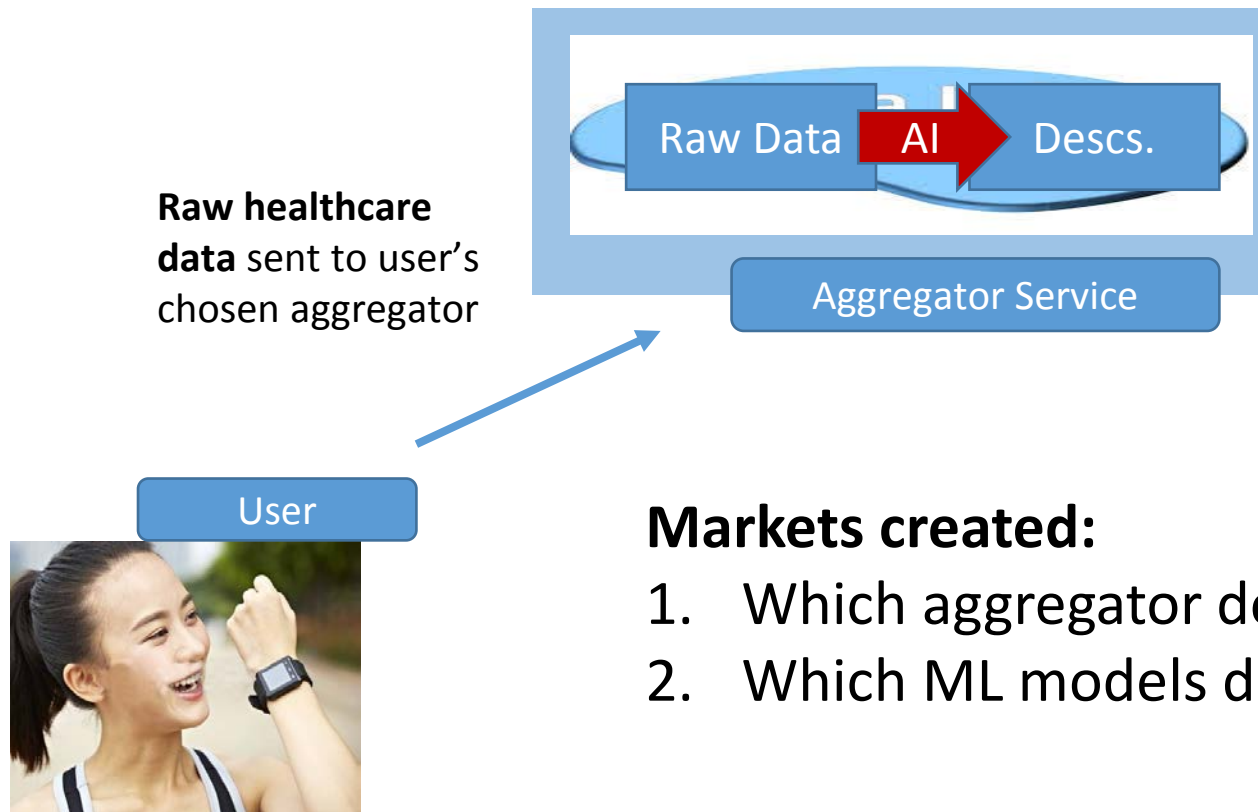 Raw Data
AI
Descs.
Raw healthcare
data sent to user’s
chosen aggregator
Aggregator Service
User
Markets created:
1. Which aggregator
2. Which ML models